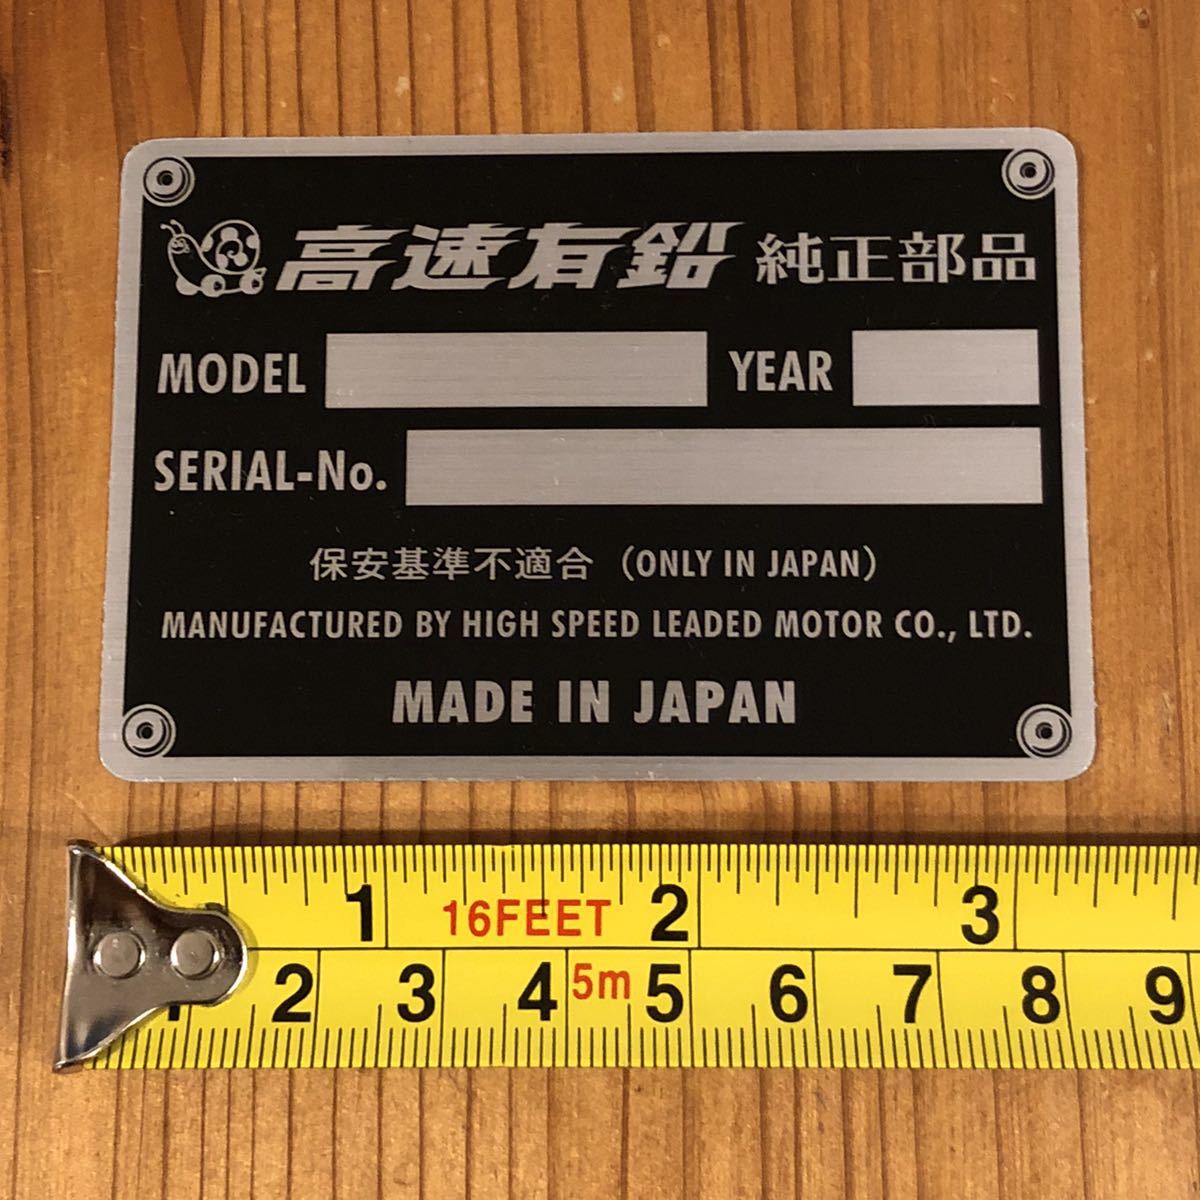 高速有鉛 純正部品
MODEL YEAR
SERIAL-No.
保安基準不適合 (ONLY IN JAPAN)
MANUFACTURED BY HIGH SPEED LEADED MOTOR CO., LTD.
MADE IN JAPAN
1 16FEET 2 3
1 2 3 4 5m 5 6 7 8 9